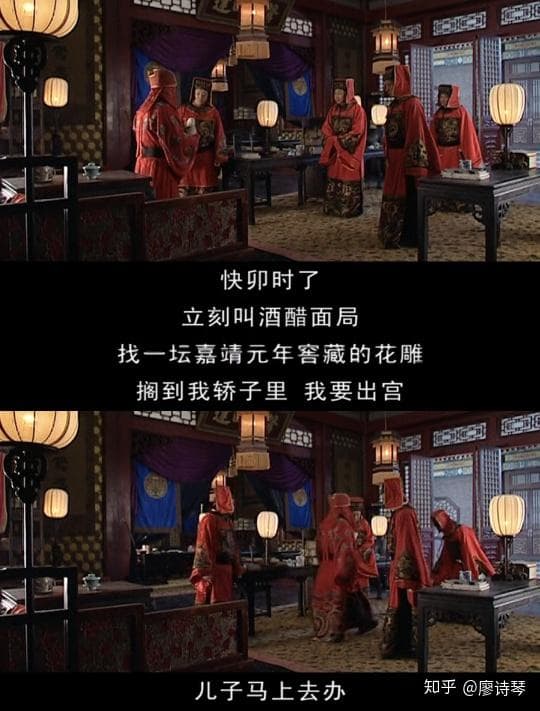 快卯时了
立刻叫酒醋面局
找一坛嘉靖元年窖藏的花雕
搁到我轿子里 我要出宫
儿子马上去办
知乎 @廖诗琴